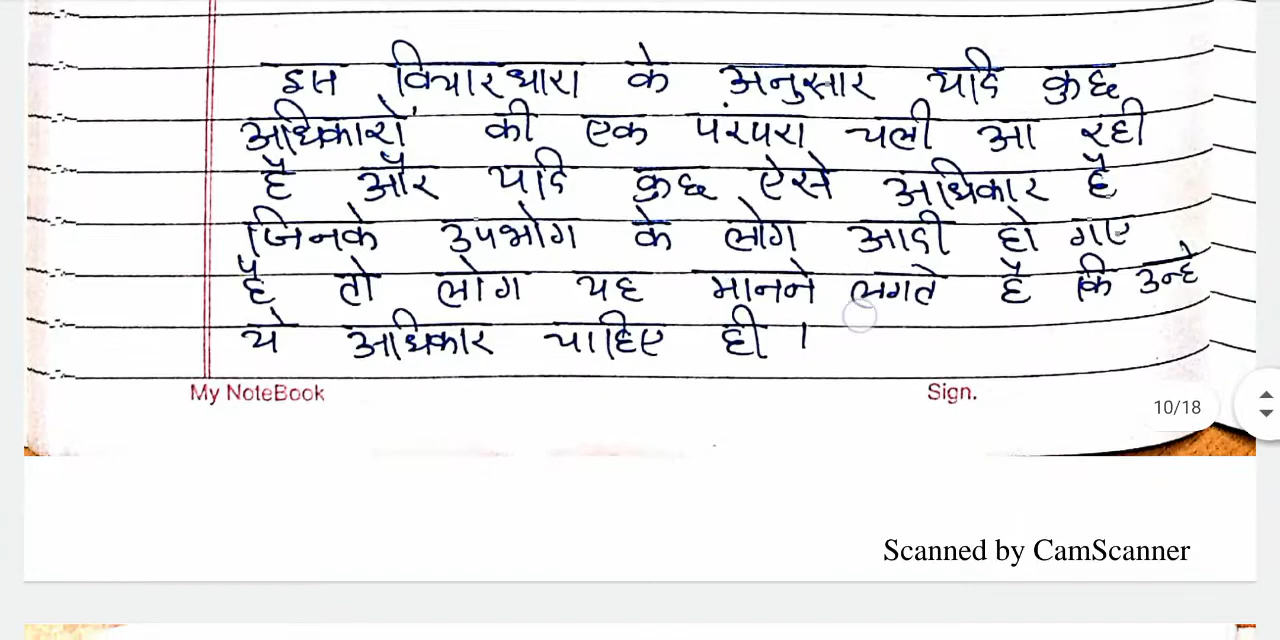 इस विचारधारा के अनुसार यदि कुछ
अधिकारों की एक परंपरा चली आ रही
है और यदि कुछ ऐसे अधिकार है
जिनके उपभोग के लोग आदी हो गए
है तो लोग यह मानने लगते है कि उन्हे
ये अधिकार चाहिए ही ।
My NoteBook Sign.
10/18
Scanned by CamScanner